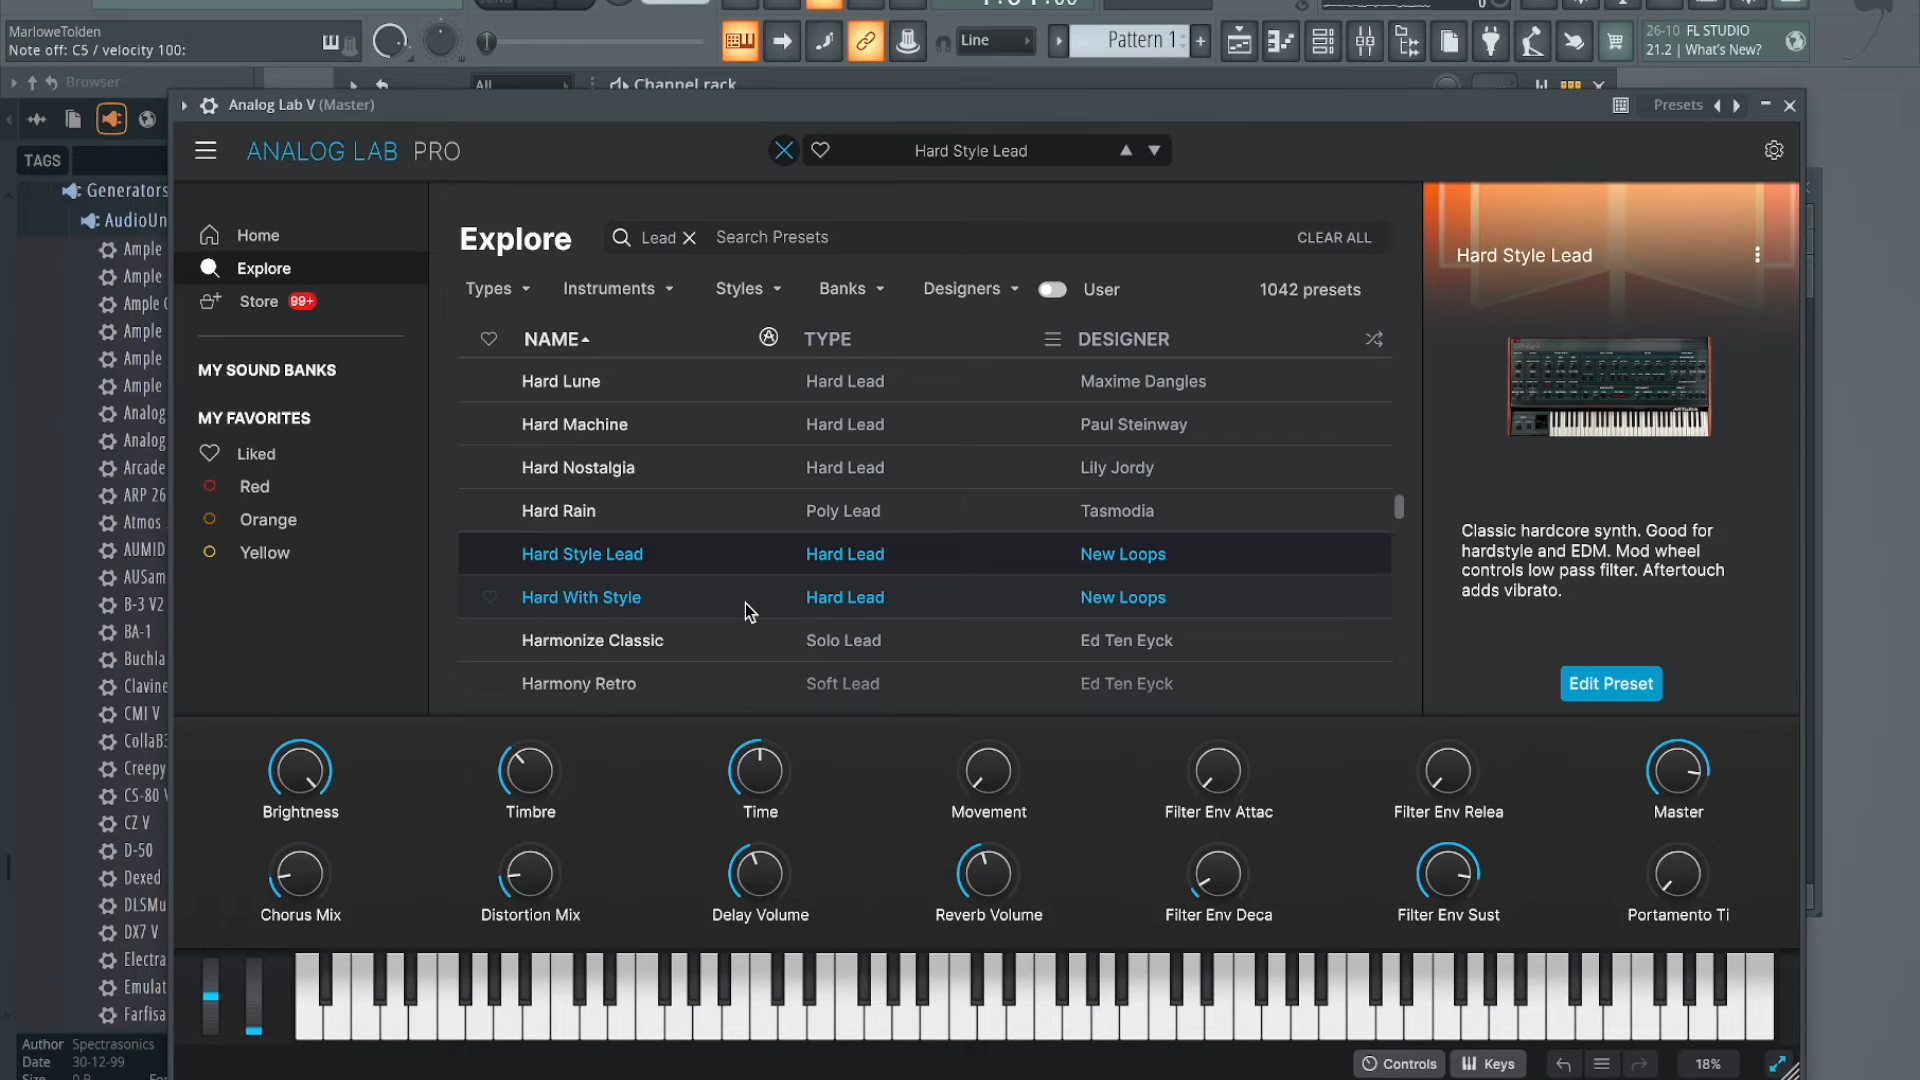 MarloweTolden
Note off: C5 / velocity 100:
Line
Pattern 1
26-10 FL STUDIO
21.2 | What's New?
Browser
All
Channel rack
Analog Lab V (Master)
Presets
TAGS
Generators
AudioUn
Ample
Ample
Ample
Ample
Ample
Ample
Analog
Analog
Arcade
ARP 26
Atmos
AUMID
AUSam
B-3 V2
BA-1
Buchla
Clavine
CMI V
CollaB3
Creepy
CS-80 V
CZ V
D-50
Dexed
DLSMu
DX7 V
Electra
Emulat
Farfisa
Author Spectrasonics
Date 30-12-99
ANALOG LAB PRO
Hard Style Lead
Home
Explore
Store 99+
MY SOUND BANKS
MY FAVORITES
Liked
Red
Orange
Yellow
Explore Lead Search Presets CLEAR ALL
Types Instruments Styles Banks Designers User 1042 presets
NAME TYPE DESIGNER
Hard Lune Hard Lead Maxime Dangles
Hard Machine Hard Lead Paul Steinway
Hard Nostalgia Hard Lead Lily Jordy
Hard Rain Poly Lead Tasmodia
Hard Style Lead Hard Lead New Loops
Hard With Style Hard Lead New Loops
Harmonize Classic Solo Lead Ed Ten Eyck
Harmony Retro Soft Lead Ed Ten Eyck
Hard Style Lead
Classic hardcore synth. Good for
hardstyle and EDM. Mod wheel
controls low pass filter. Aftertouch
adds vibrato.
Edit Preset
Brightness Timbre Time Movement Filter Env Attac Filter Env Relea Master
Chorus Mix Distortion Mix Delay Volume Reverb Volume Filter Env Deca Filter Env Sust Portamento Ti
Controls Keys 18%